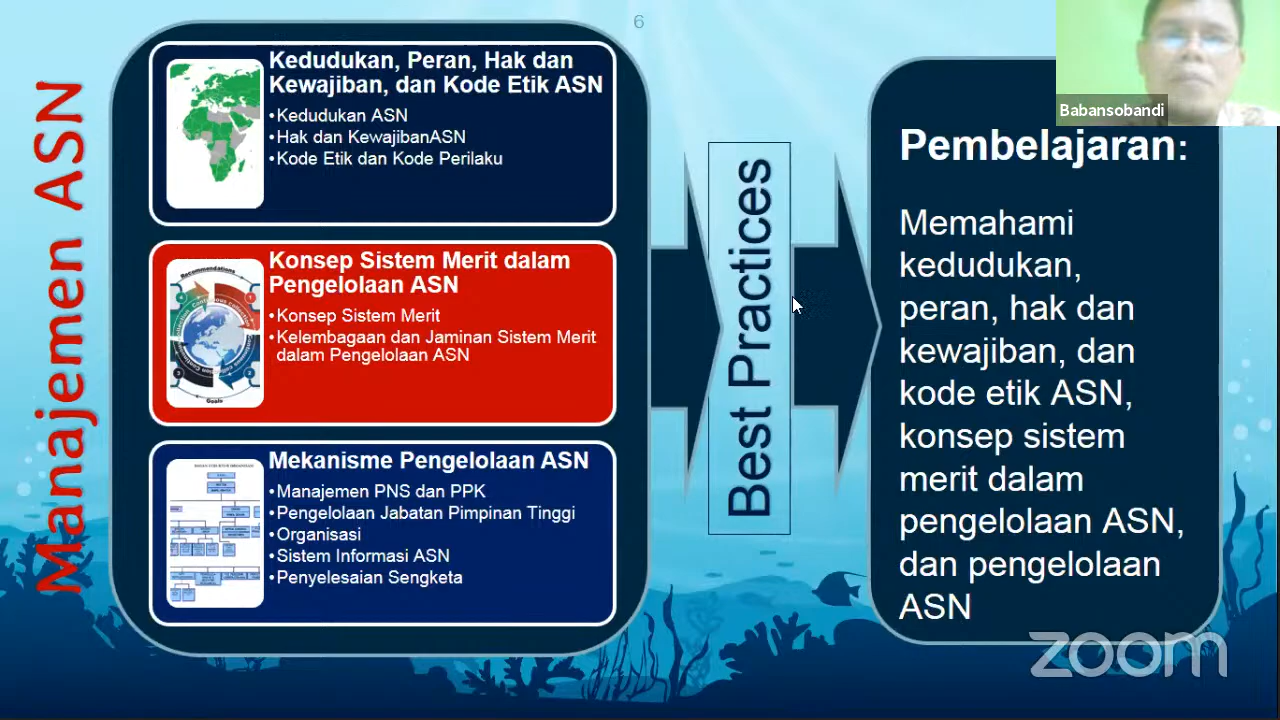 6
Manajemen ASN
Kedudukan, Peran, Hak dan
Kewajiban, dan Kode Etik ASN
•Kedudukan ASN
•Hak dan KewajibanASN
•Kode Etik dan Kode Perilaku
Recommendations
Goals
Konsep Sistem Merit dalam
Pengelolaan ASN
•Konsep Sistem Merit
•Kelembagaan dan Jaminan Sistem Merit
dalam Pengelolaan ASN
Mekanisme Pengelolaan ASN
•Manajemen PNS dan PPK
•Pengelolaan Jabatan Pimpinan Tinggi
•Organisasi
•Sistem Informasi ASN
•Penyelesaian Sengketa
Best Practices
Babansobandi
Pembelajaran:
Memahami
kedudukan,
peran, hak dan
kewajiban, dan
kode etik ASN,
konsep sistem
merit dalam
pengelolaan ASN,
dan pengelolaan
ASN
zoom